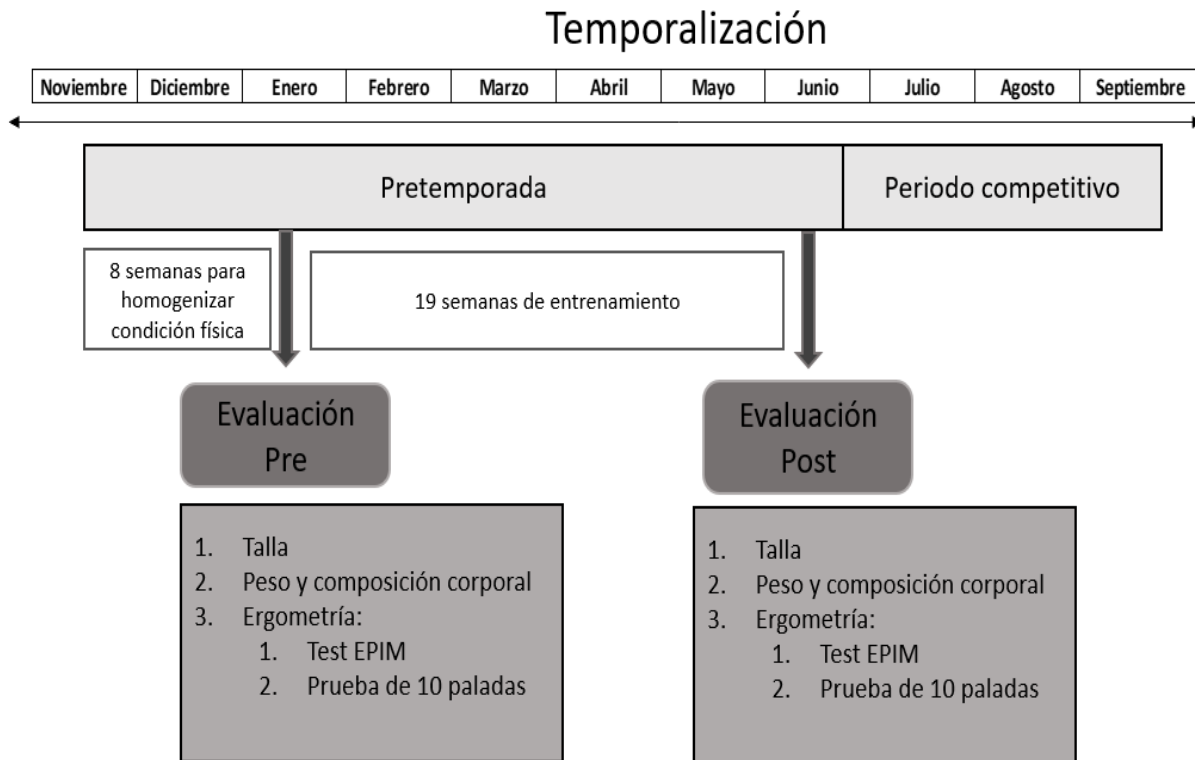 Temporalización
Noviembre Diciembre Enero Febrero Marzo Abril Mayo Junio Julio Agosto Septiembre
Pretemporada Periodo competitivo
8 semanas para
homogenizar
condición física
19 semanas de entrenamiento
Evaluación
Pre
Evaluación
Post
1. Talla
2. Peso y composición corporal
3. Ergometría:
1. Test EPIM
2. Prueba de 10 paladas
1. Talla
2. Peso y composición corporal
3. Ergometría:
1. Test EPIM
2. Prueba de 10 paladas